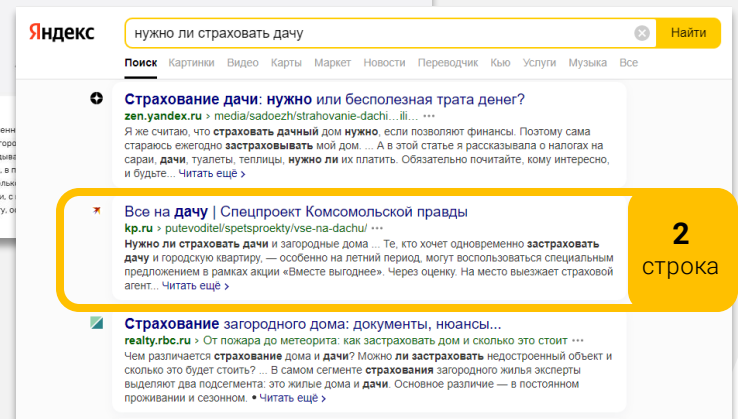 Яндекс
нужно ли страховать дачу
Найти
Поиск Картинки Видео Карты Маркет Новости Переводчик Кью Услуги Музыка Все
Страхование дачи: нужно или бесполезная трата денег?
zen.yandex.ru › media/sadoezh/strahovanie-dachi…ili… •••
Я же считаю, что страховать дачный дом нужно, если позволяют финансы. Поэтому сама
стараюсь ежегодно застраховывать мой дом. ... А в этой статье я рассказывала о налогах на
сараи, дачи, туалеты, теплицы, нужно ли их платить. Обязательно почитайте, кому интересно,
и будьте... Читать ещё ›
Все на дачу | Спецпроект Комсомольской правды
kp.ru › putevoditel/spetsproekty/vse-na-dachu/ •••
Нужно ли страховать дачи и загородные дома ... Те, кто хочет одновременно застраховать
дачу и городскую квартиру, — особенно на летний период, могут воспользоваться специальным
предложением в рамках акции «Вместе выгоднее». Через оценку. На место выезжает страховой
агент... Читать ещё ›
2
строка
Страхование загородного дома: документы, нюансы...
realty.rbc.ru › От пожара до метеорита: как застраховать дом и сколько это стоит •••
Чем различается страхование дома и дачи? Можно ли застраховать недостроенный объект и
сколько это будет стоить? ... В самом сегменте страхования загородного жилья эксперты
выделяют два подсегмента: это жилые дома и дачи. Основное различие — в постоянном
проживании и сезонном. • Читать ещё ›